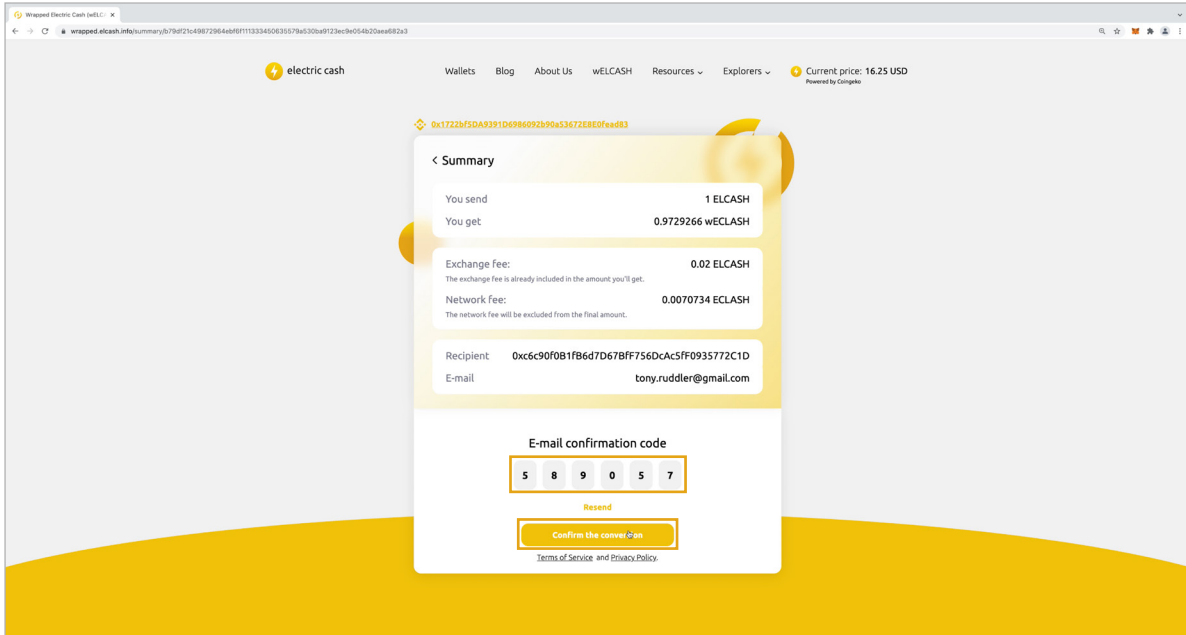 Wrapped Electric Cash (wELC
wrapped.elcash.info/summary/b79df21c49872964ebf6f1113334506355​79a530ba9123ec9e054b20aea682a3
electric cash
Wallets Blog About Us wELCASH Resources Explorers Current price: 16.25 USD
Powered by Coingeko
0x1722bf5DA9391D6986092b90a53672E8E0fead83
< Summary
You send 1 ELCASH
You get 0.9729266 wECLASH
Exchange fee: 0.02 ELCASH
The exchange fee is already included in the amount you'll get.
Network fee: 0.0070734 ECLASH
The network fee will be excluded from the final amount.
Recipient 0xc6c90f0B1fB6d7D67BfF756DcAc5fF0935772C1D
E-mail tony.ruddler@gmail.com
E-mail confirmation code
5 8 9 0 5 7
Resend
Confirm the conversion
Terms of Service and Privacy Policy.